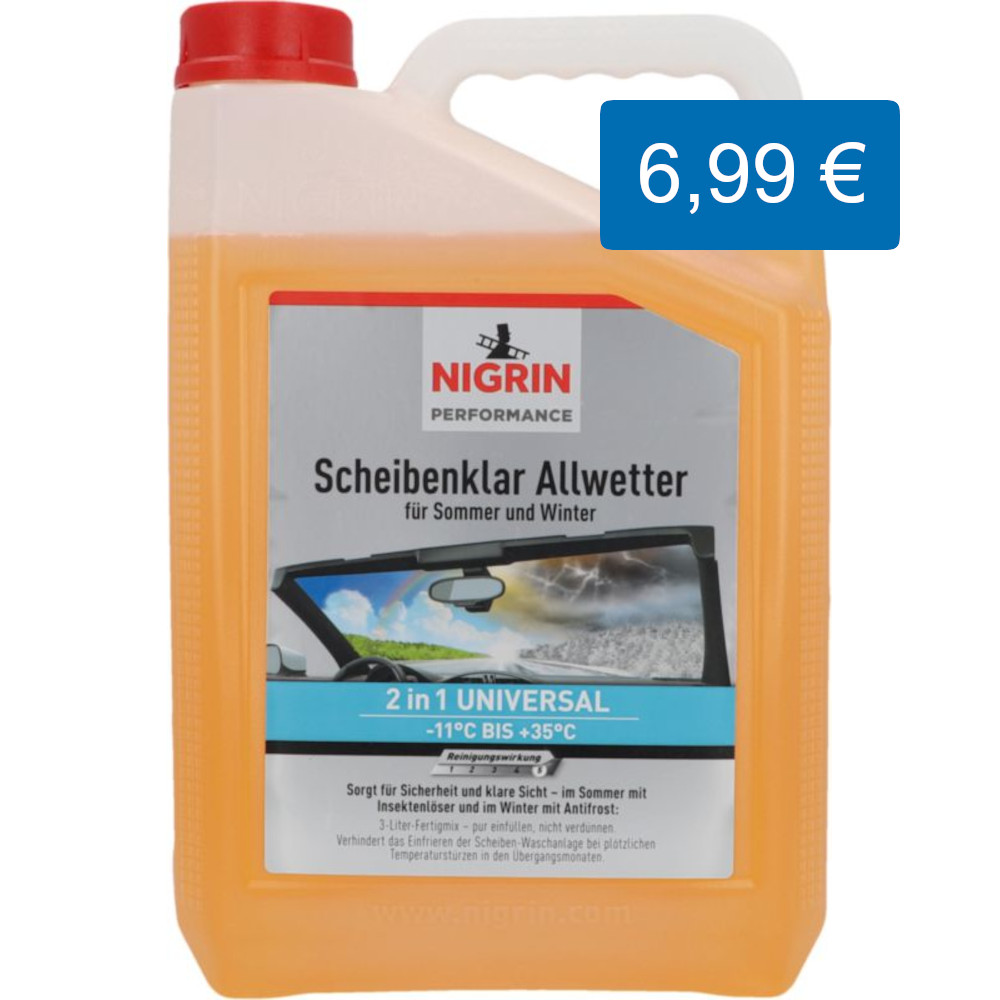 6,99 €
NIGRIN
PERFORMANCE
Scheibenklar Allwetter
für Sommer und Winter
2 in 1 UNIVERSAL
-11°C BIS +35°C
Reinigungswirkung
1 2 3 4 5
Sorgt für Sicherheit und klare Sicht – im Sommer mit
Insektenlöser und im Winter mit Antifrost:
3-Liter-Fertigmix – pur einfüllen, nicht verdünnen.
Verhindert das Einfrieren der Scheiben-Waschanlage bei plötzlichen
Temperaturstürzen in den Übergangsmonaten.
www.nigrin.com